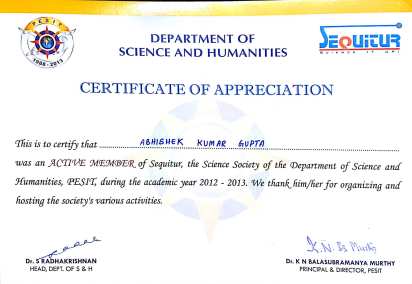 PESIT
1988-2013
DEPARTMENT OF
SCIENCE AND HUMANITIES
SEQUITUR
CERTIFICATE OF APPRECIATION
This is to certify that ABHISHEK KUMAR GUPTA
was an ACTIVE MEMBER of Sequitur, the Science Society of the Department of Science and
Humanities, PESIT, during the academic year 2012 - 2013. We thank him/her for organizing and
hosting the society's various activities.
K.N. BS Murthy
Dr. S RADHAKRISHNAN
HEAD, DEPT. OF S & H
Dr. K N BALASUBRAMANYA MURTHY
PRINCIPAL & DIRECTOR, PESIT